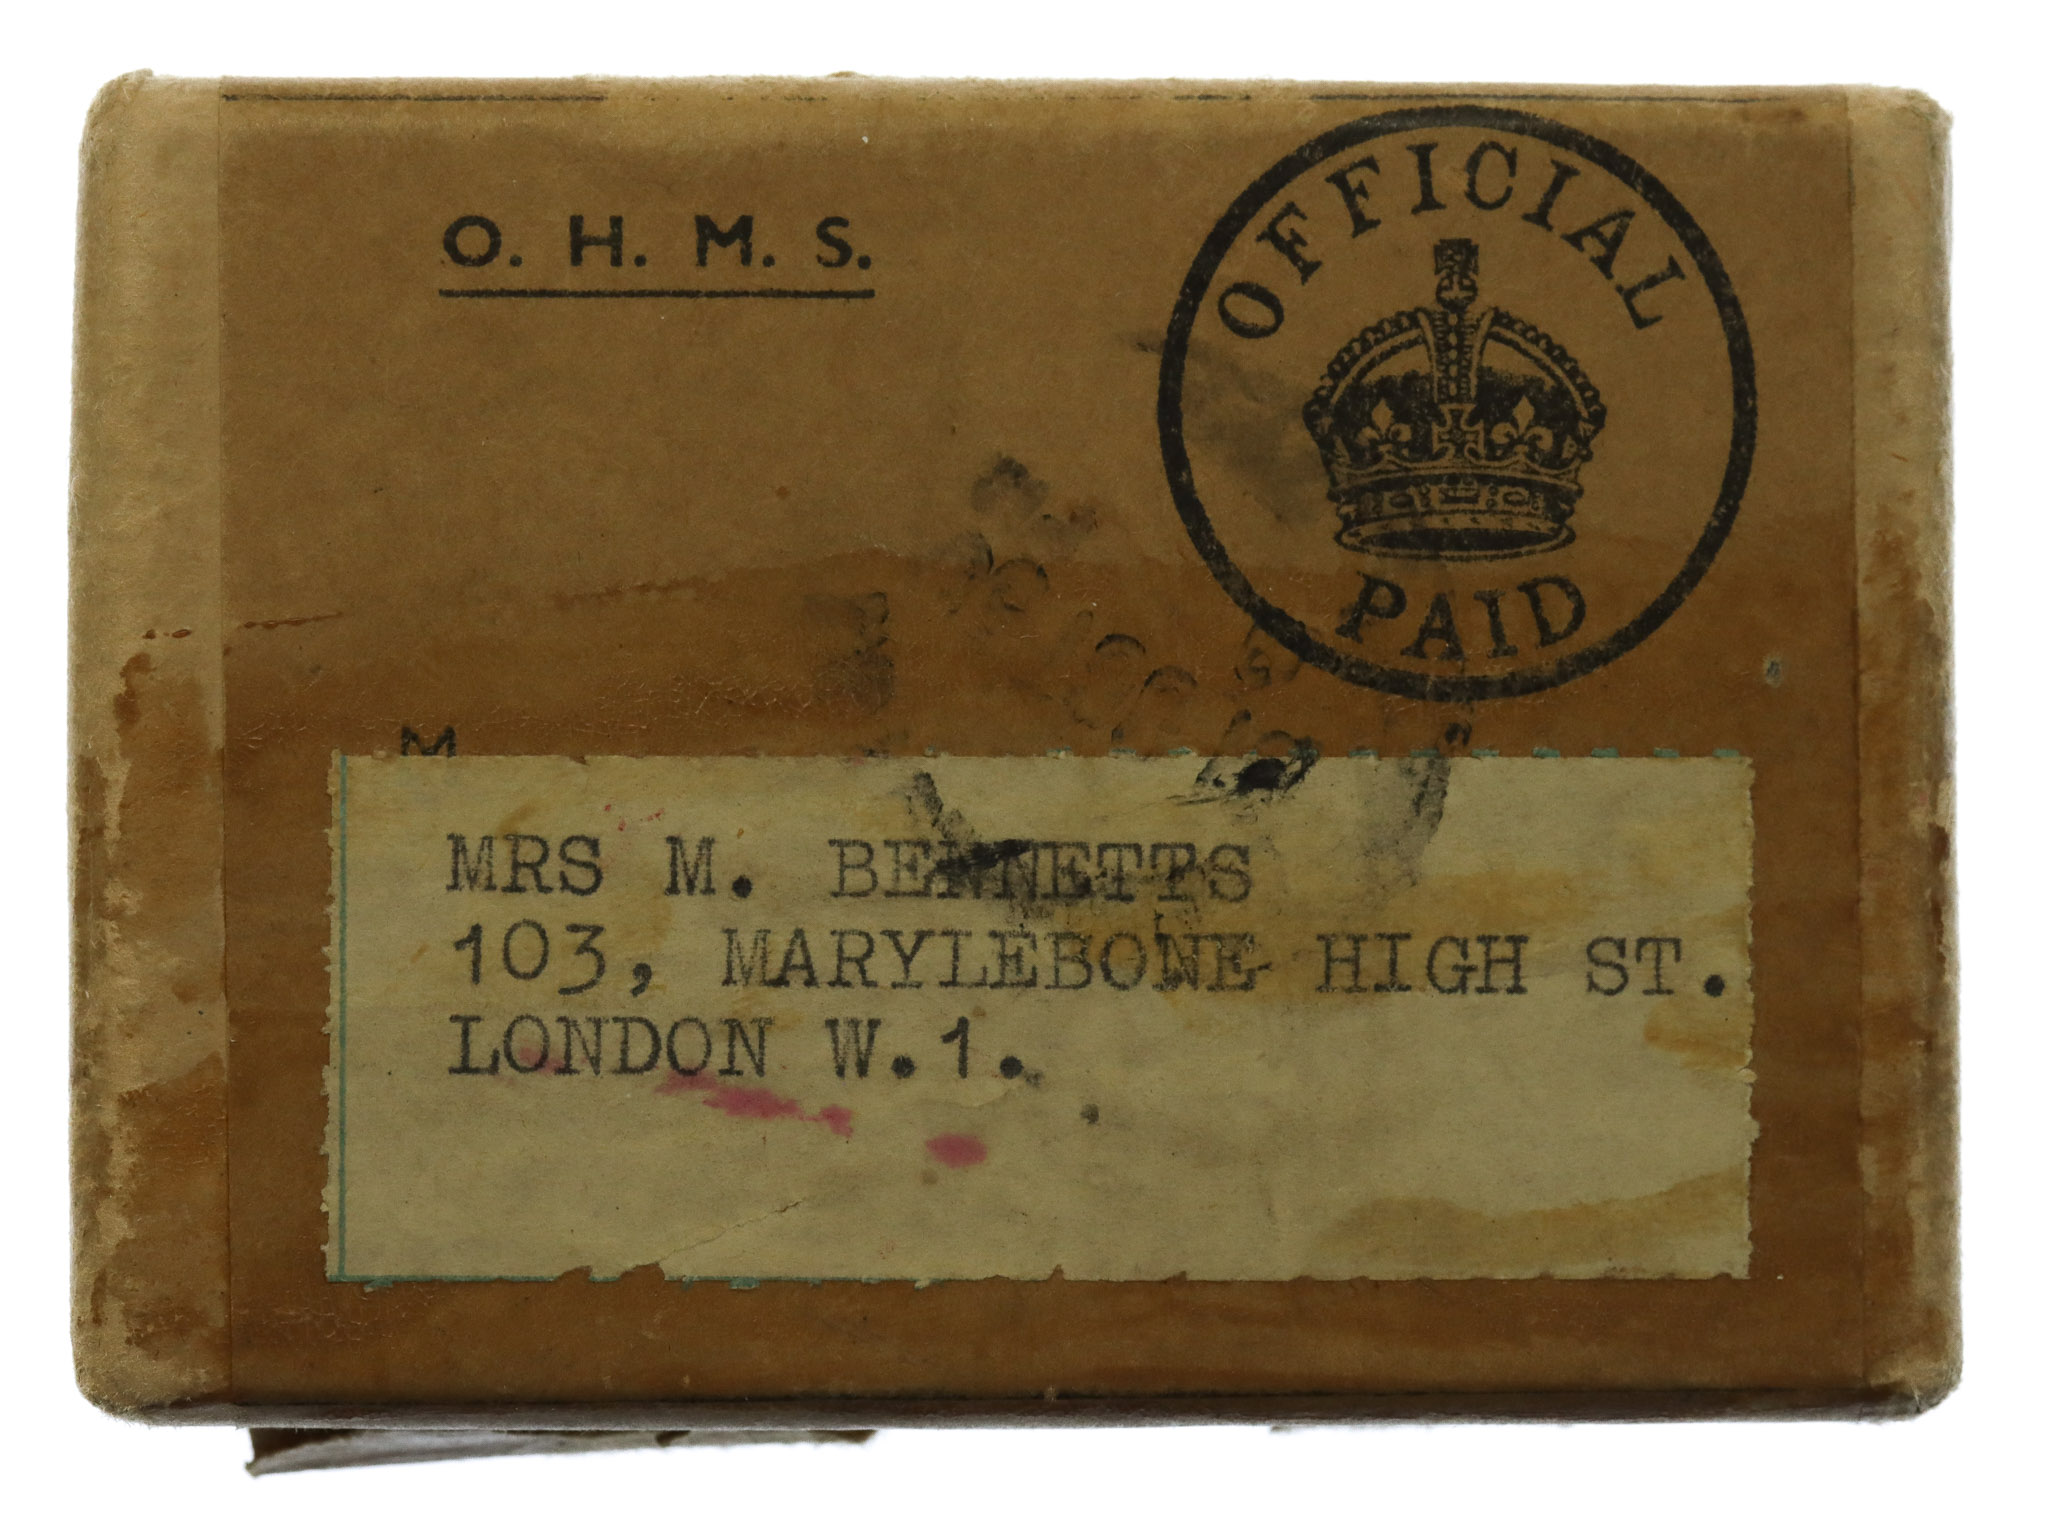 O. H. M. S.
OFFICIAL
PAID
M
MRS M. BENNETTS
103, MARYLEBONE HIGH ST.
LONDON W.1.